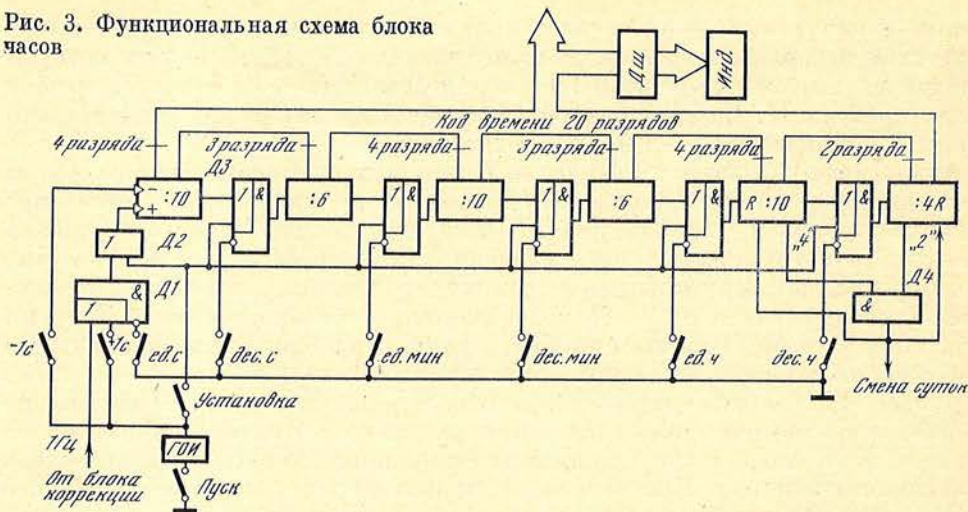 Рис. 3. Функциональная схема блока
часов
Дш
Инд.
Код времени 20 разрядов
4 разряда
3 разряда
4 разряда
3 разряда
4 разряда
2 разряда
Д3
:10
1 &
:6
1 &
:10
1 &
:6
1 &
R :10
1 &
:4R
−
+
1
Д2
„4"
„2"
Д1
&
1
Д4
&
-1с
+1с
ед.с
дес.с
ед.мин
дес.мин
ед.ч
дес.ч
Смена суток
Установка
1Гц
ГОИ
От блока
коррекции
Пуск